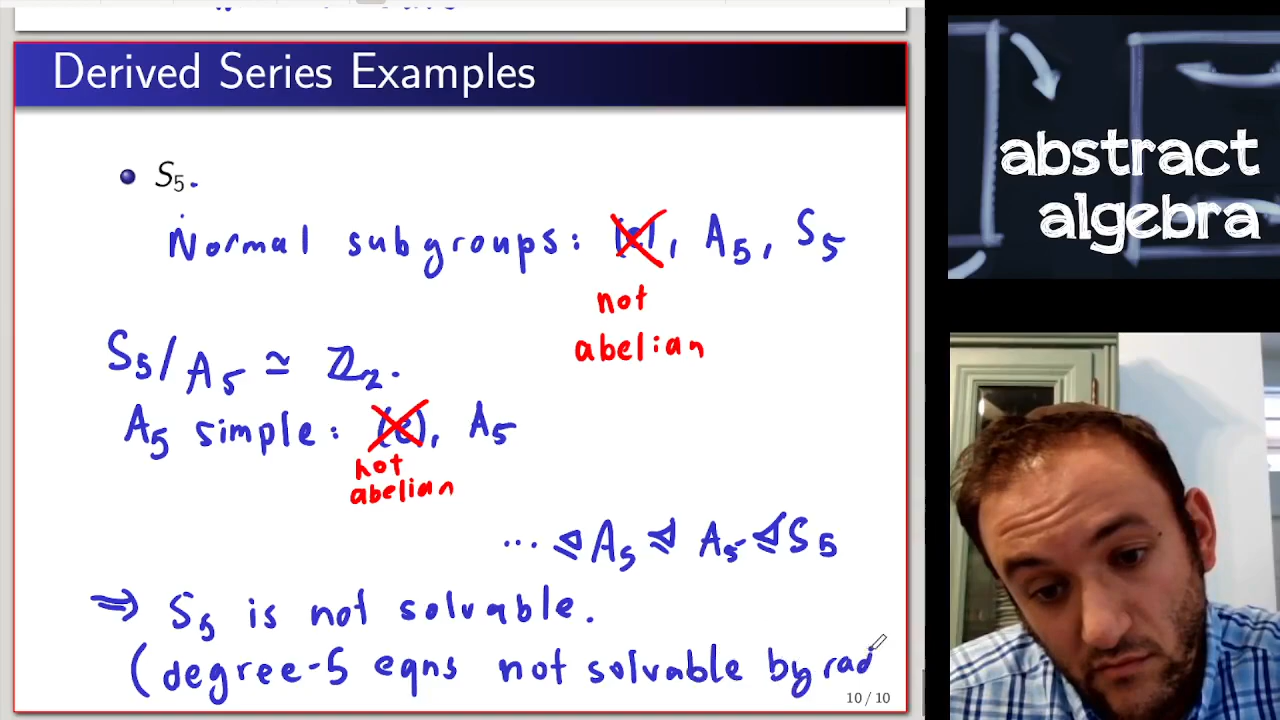 Derived Series Examples
S₅.
Normal subgroups: (e), A₅, S₅
not
abelian
S₅/A₅ ≃ ℤ₂.
A₅ simple: (e), A₅
not
abelian
... ⊴ A₅ ⊴ A₅ ⊴ S₅
⇒ S₅ is not solvable.
(degree-5 eqns not solvable by rad
10 / 10
abstract
algebra